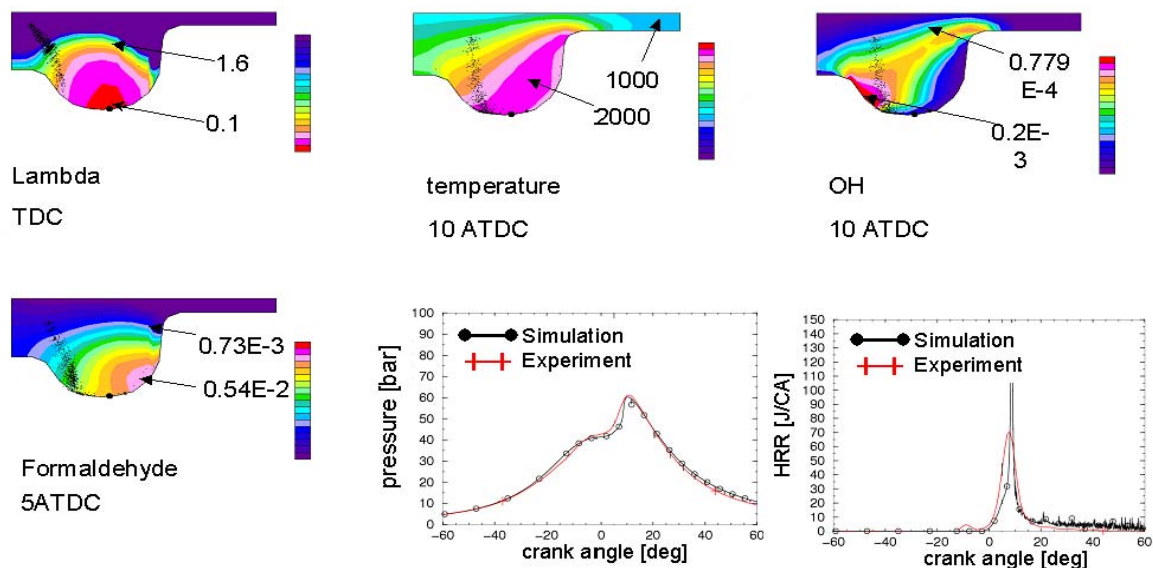 1.6
0.1
Lambda
TDC
1000
2000
temperature
10 ATDC
0.779
E-4
0.2E-
3
OH
10 ATDC
0.73E-3
0.54E-2
Formaldehyde
5ATDC
100
90
80
70
60
50
40
30
20
10
0
pressure [bar]
Simulation
Experiment
-60 -40 -20 0 20 40 60
crank angle [deg]
150
140
130
120
110
100
90
80
70
60
50
40
30
20
10
0
HRR [J/CA]
Simulation
Experiment
-60 -40 -20 0 20 40 60
crank angle [deg]